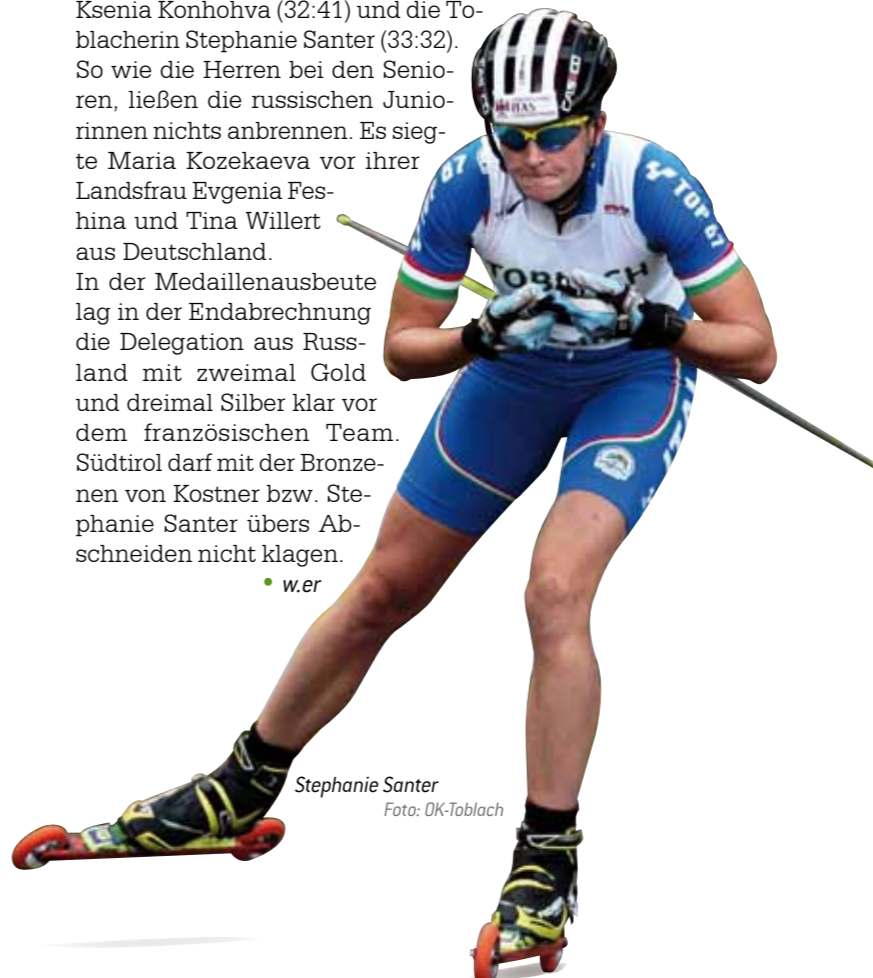 Ksenia Konhohva (32:41) und die To-
blacherin Stephanie Santer (33:32).
So wie die Herren bei den Senio-
ren, ließen die russischen Junio-
rinnen nichts anbrennen. Es sieg-
te Maria Kozekaeva vor ihrer
Landsfrau Evgenia Fes-
hina und Tina Willert
aus Deutschland.
In der Medaillenausbeute
lag in der Endabrechnung
die Delegation aus Russ-
land mit zweimal Gold
und dreimal Silber klar vor
dem französischen Team.
Südtirol darf mit der Bronze-
nen von Kostner bzw. Ste-
phanie Santer übers Ab-
schneiden nicht klagen.
• w.er
ITAS
CASCO
TOP 67
Stephanie Santer
Foto: OK-Toblach